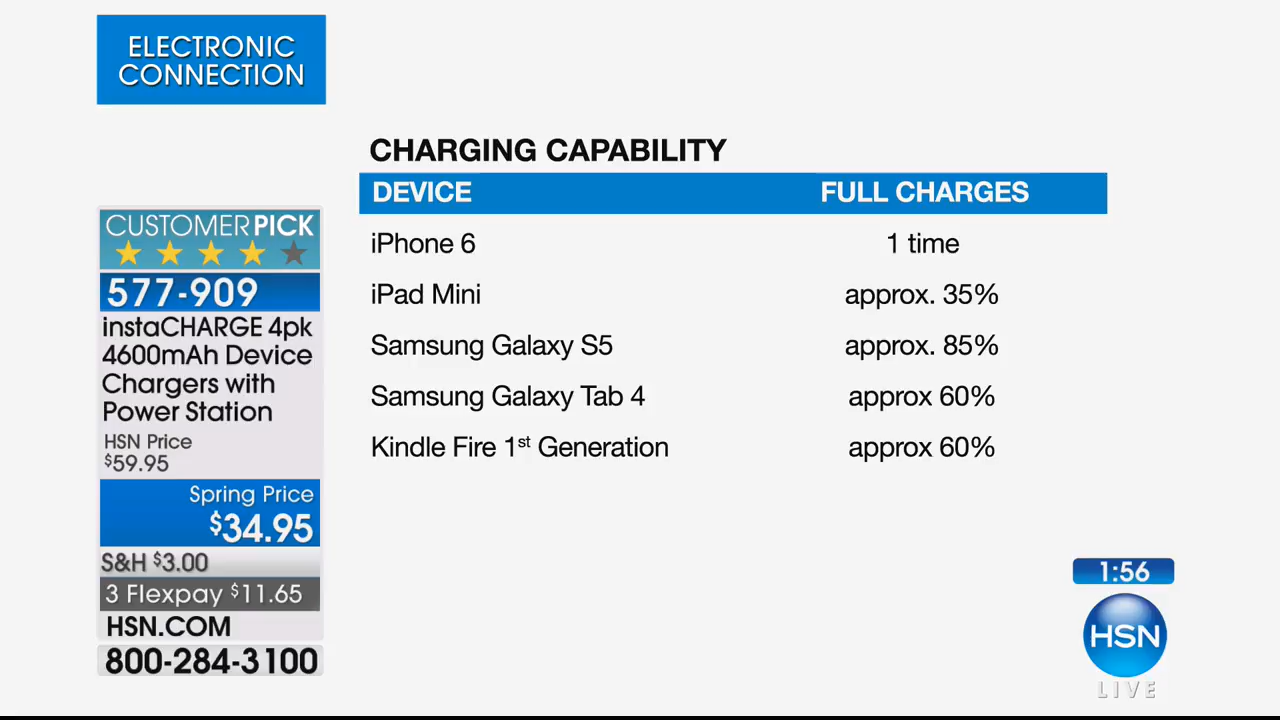 ELECTRONIC
CONNECTION
CHARGING CAPABILITY
DEVICE FULL CHARGES
iPhone 6 1 time
iPad Mini approx. 35%
Samsung Galaxy S5 approx. 85%
Samsung Galaxy Tab 4 approx 60%
Kindle Fire 1st Generation approx 60%
CUSTOMER PICK
577-909
instaCHARGE 4pk
4600mAh Device
Chargers with
Power Station
HSN Price
$59.95
Spring Price
$34.95
S&H $3.00
3 Flexpay $11.65
HSN.COM
800-284-3100
1:56
HSN
LIVE